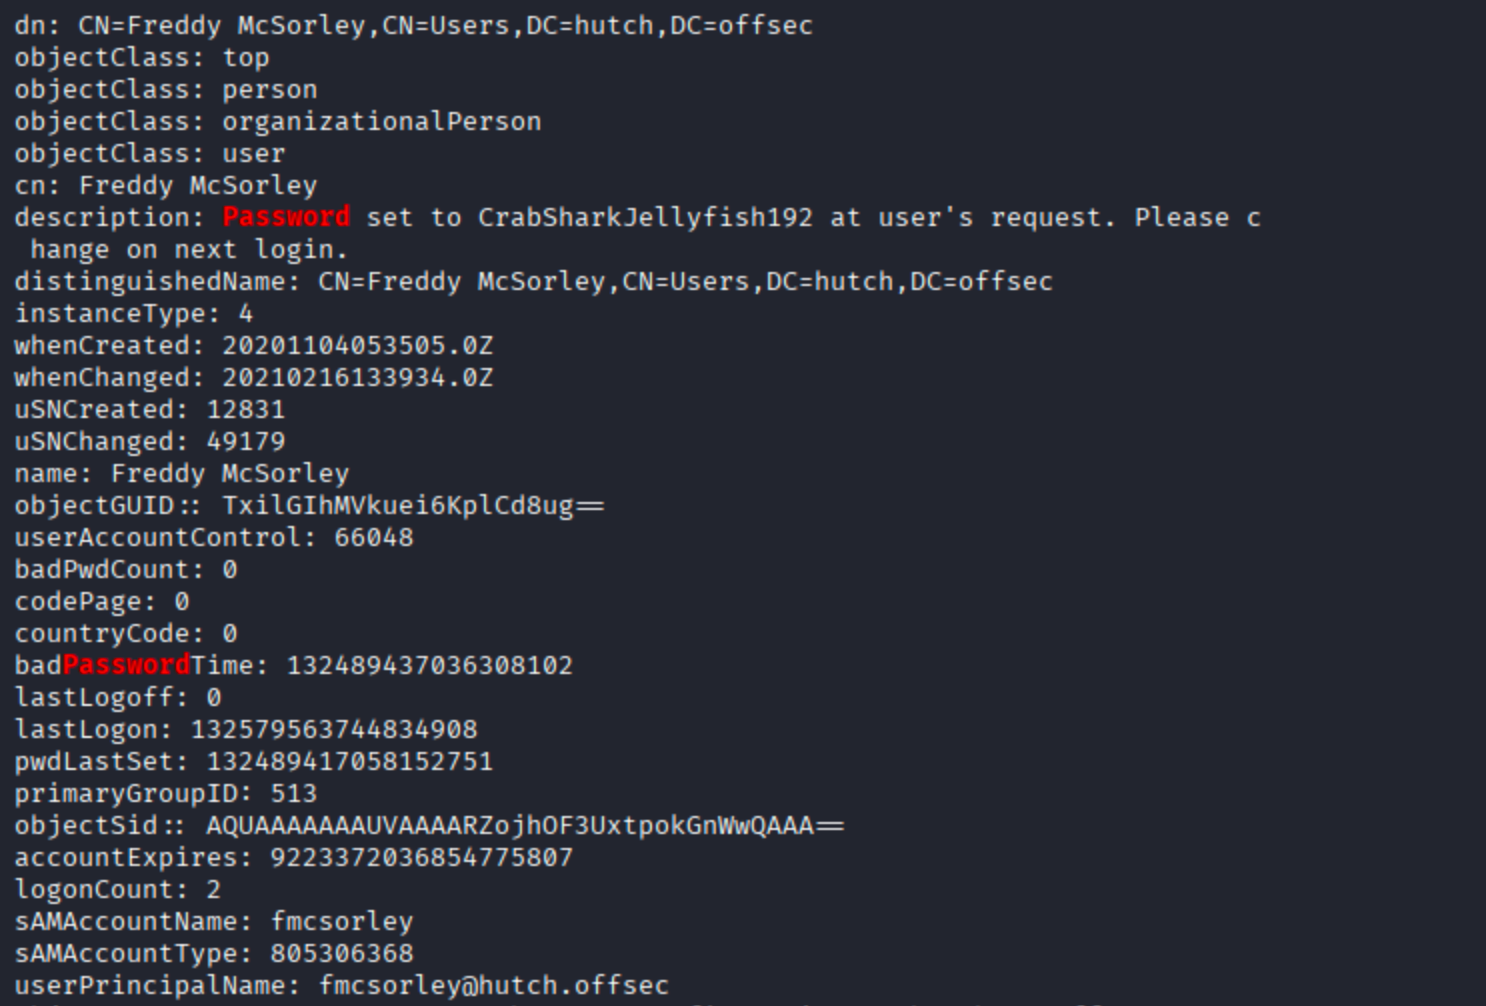 dn: CN=Freddy McSorley,CN=Users,DC=hutch,DC=offsec
objectClass: top
objectClass: person
objectClass: organizationalPerson
objectClass: user
cn: Freddy McSorley
description: Password set to CrabSharkJellyfish192 at user's request. Please c
 hange on next login.
distinguishedName: CN=Freddy McSorley,CN=Users,DC=hutch,DC=offsec
instanceType: 4
whenCreated: 20201104053505.0Z
whenChanged: 20210216133934.0Z
uSNCreated: 12831
uSNChanged: 49179
name: Freddy McSorley
objectGUID:: TxilGIhMVkuei6KplCd8ug==
userAccountControl: 66048
badPwdCount: 0
codePage: 0
countryCode: 0
badPasswordTime: 132489437036308102
lastLogoff: 0
lastLogon: 132579563744834908
pwdLastSet: 132489417058152751
primaryGroupID: 513
objectSid:: AQUAAAAAAAUVAAAARZojhOF3UxtpokGnWwQAAA==
accountExpires: 9223372036854775807
logonCount: 2
sAMAccountName: fmcsorley
sAMAccountType: 805306368
userPrincipalName: fmcsorley@hutch.offsec